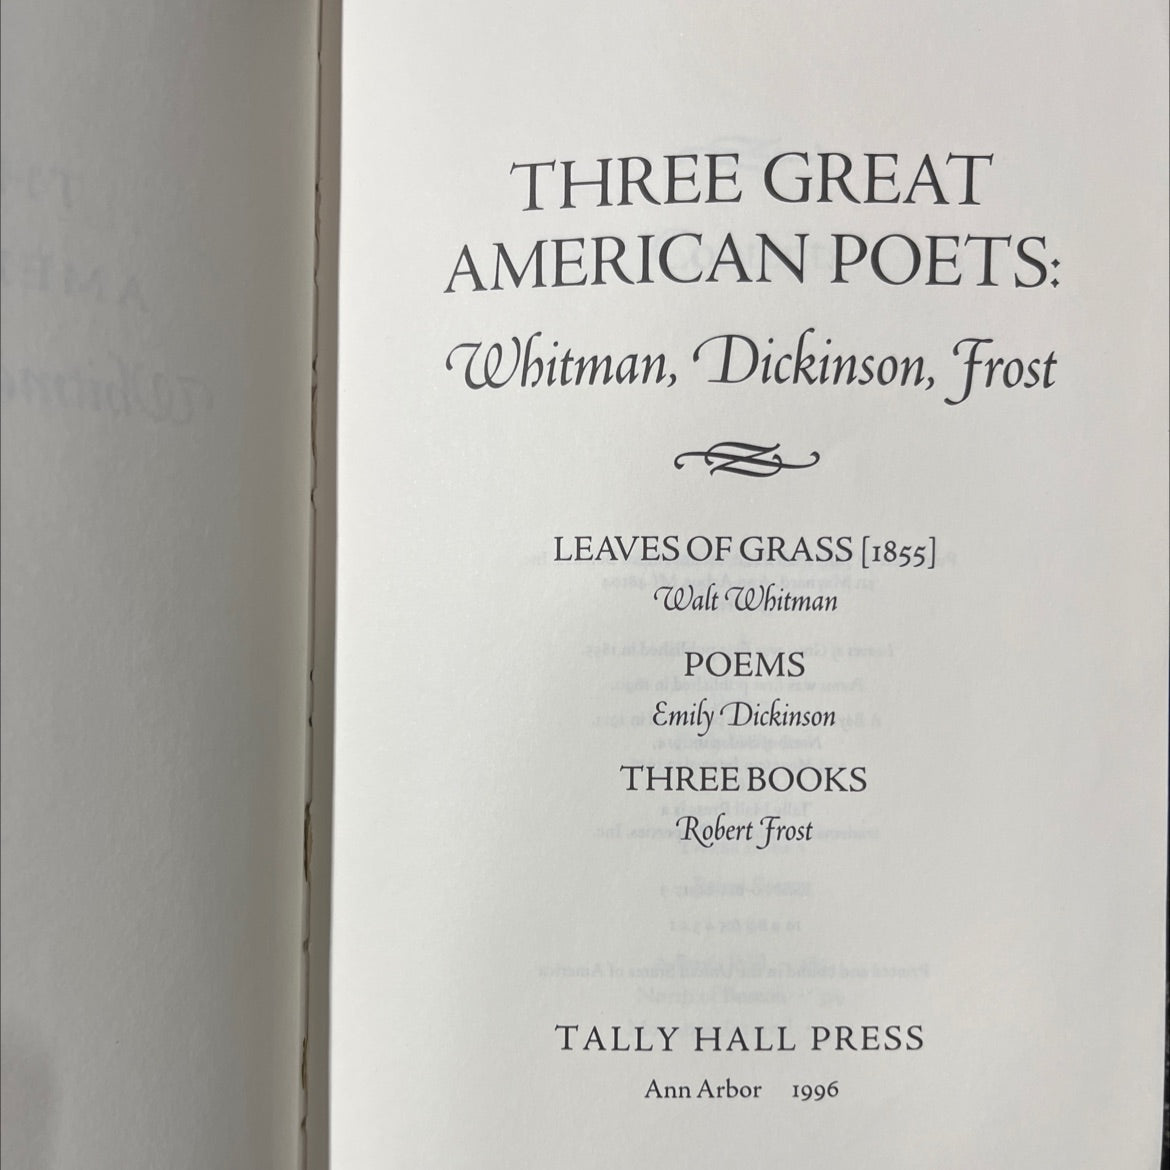 THREE GREAT
AMERICAN POETS:
Whitman, Dickinson, Frost
LEAVES OF GRASS [1855]
Walt Whitman
POEMS
Emily Dickinson
THREE BOOKS
Robert Frost
TALLY HALL PRESS
Ann Arbor 1996